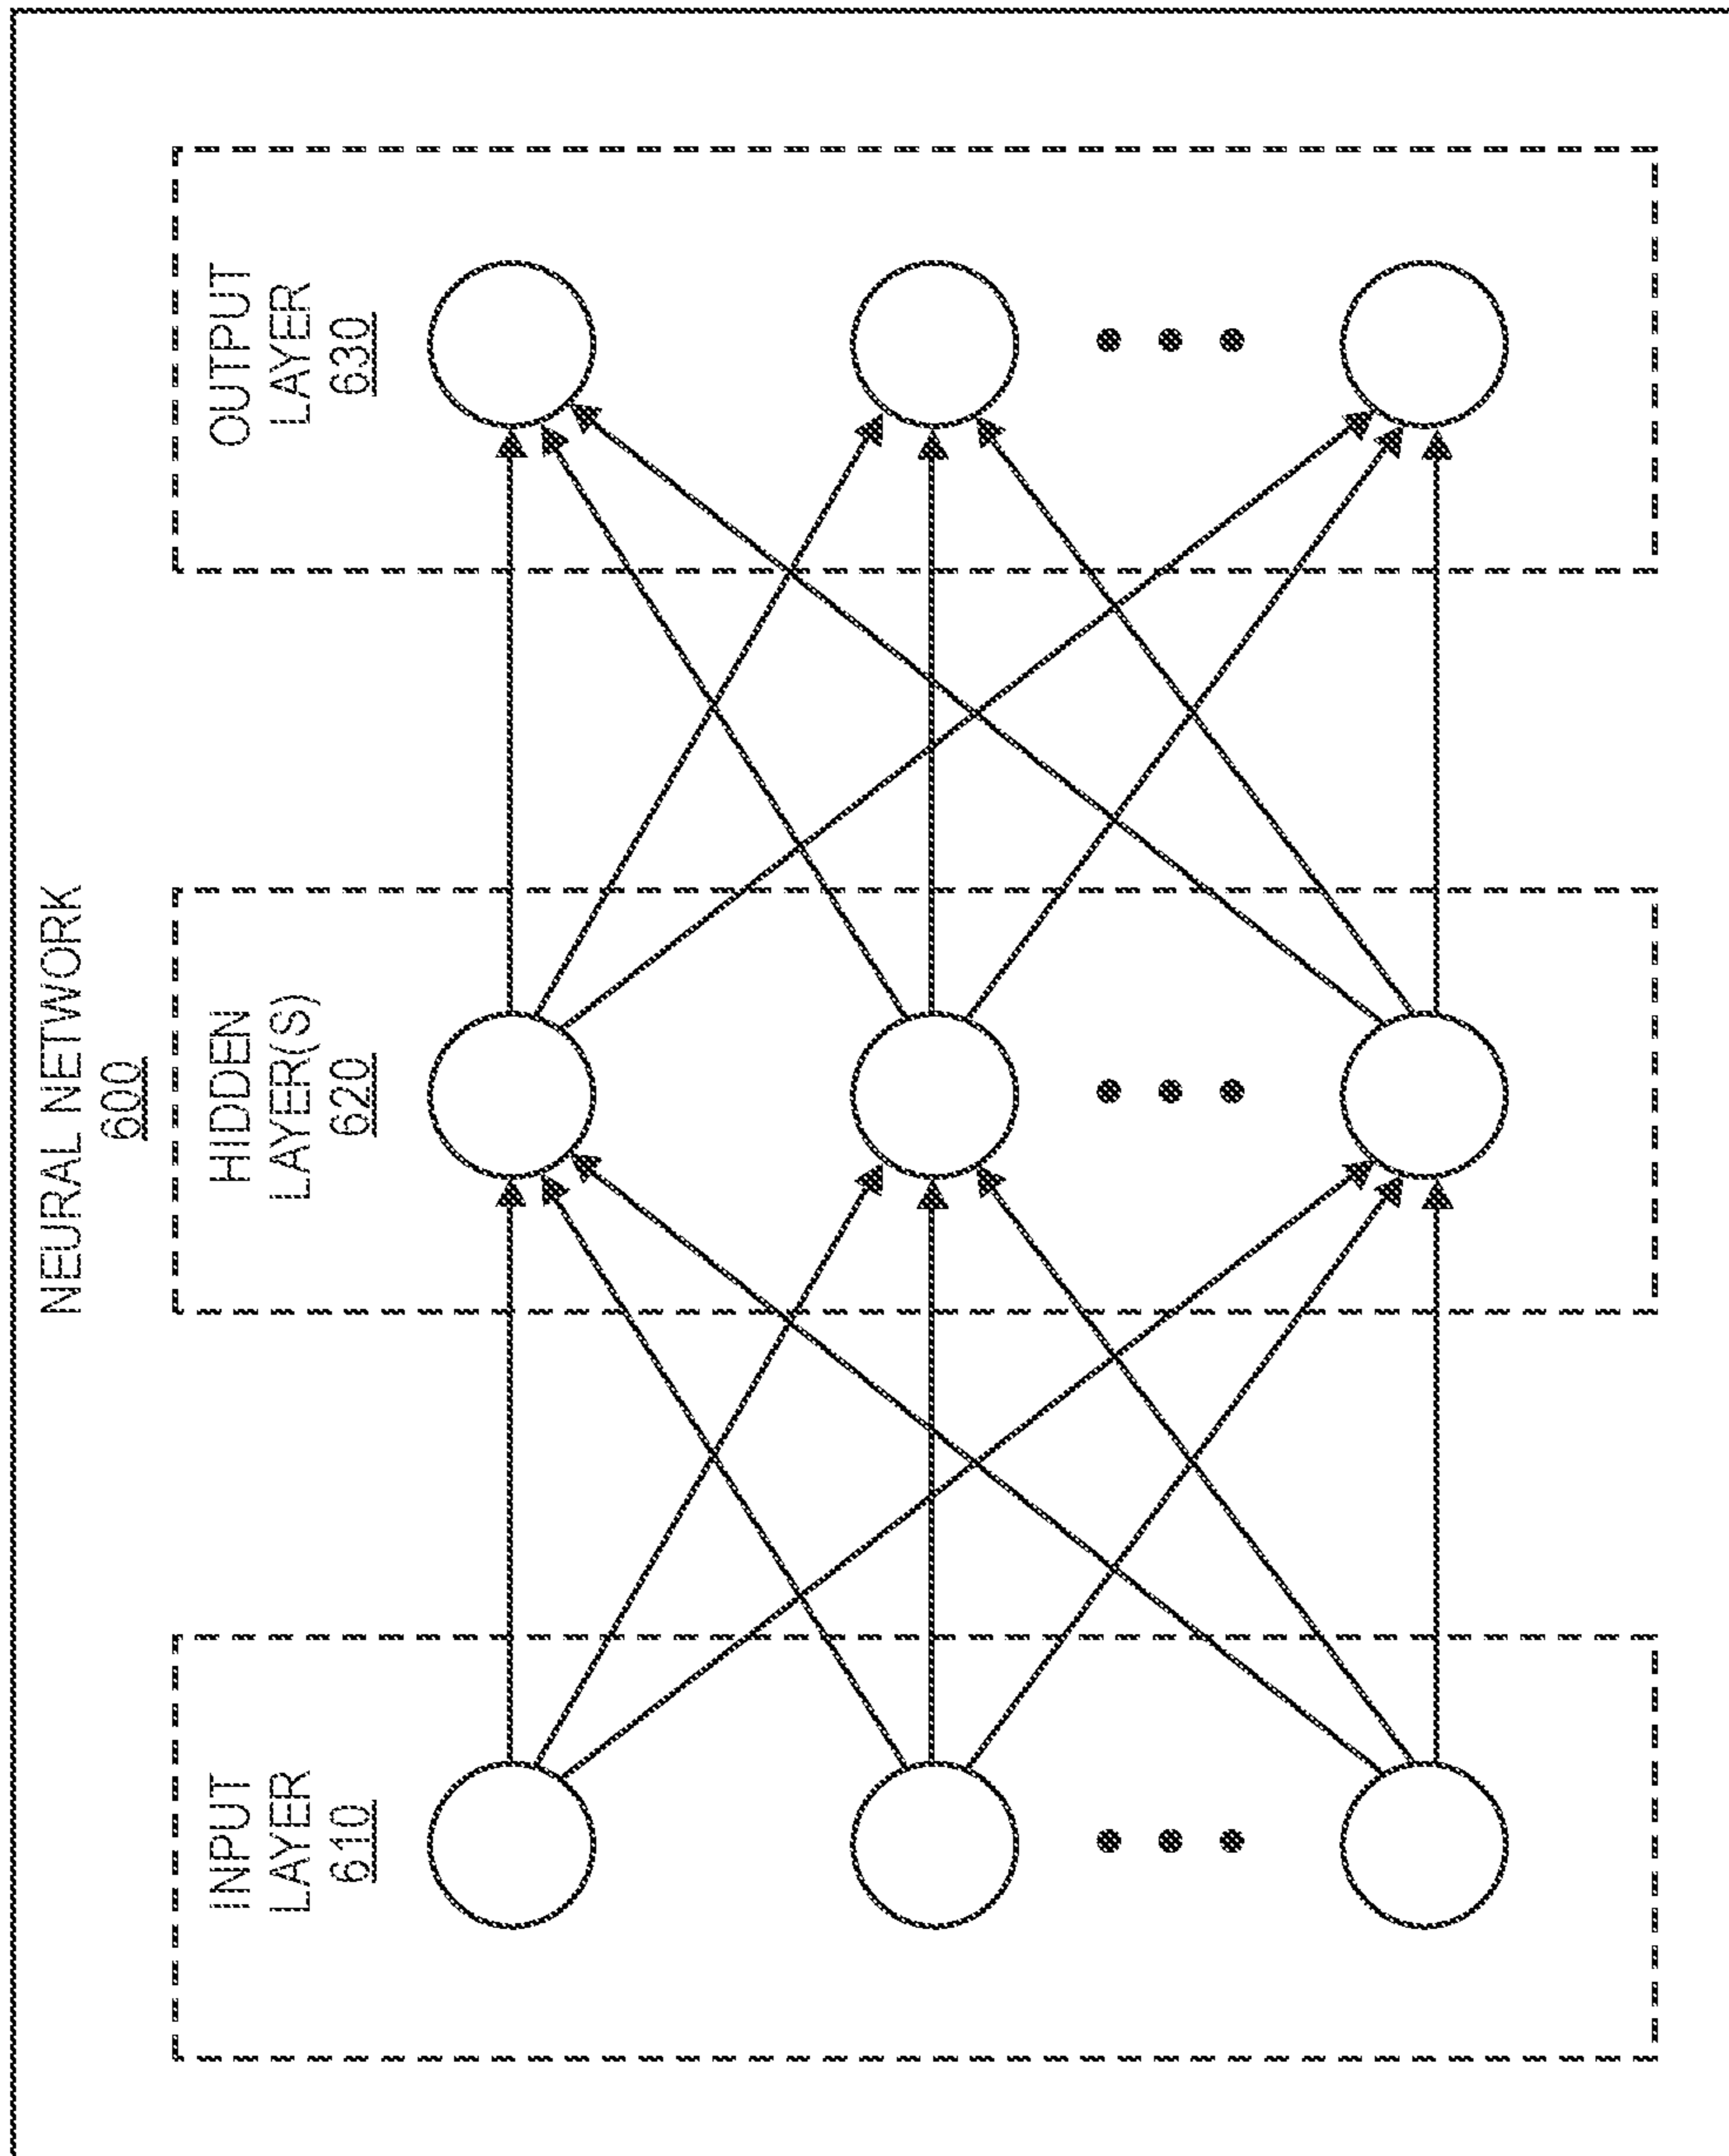 NEURAL NETWORK
600
INPUT
LAYER
610
HIDDEN
LAYER(S)
620
OUTPUT
LAYER
630